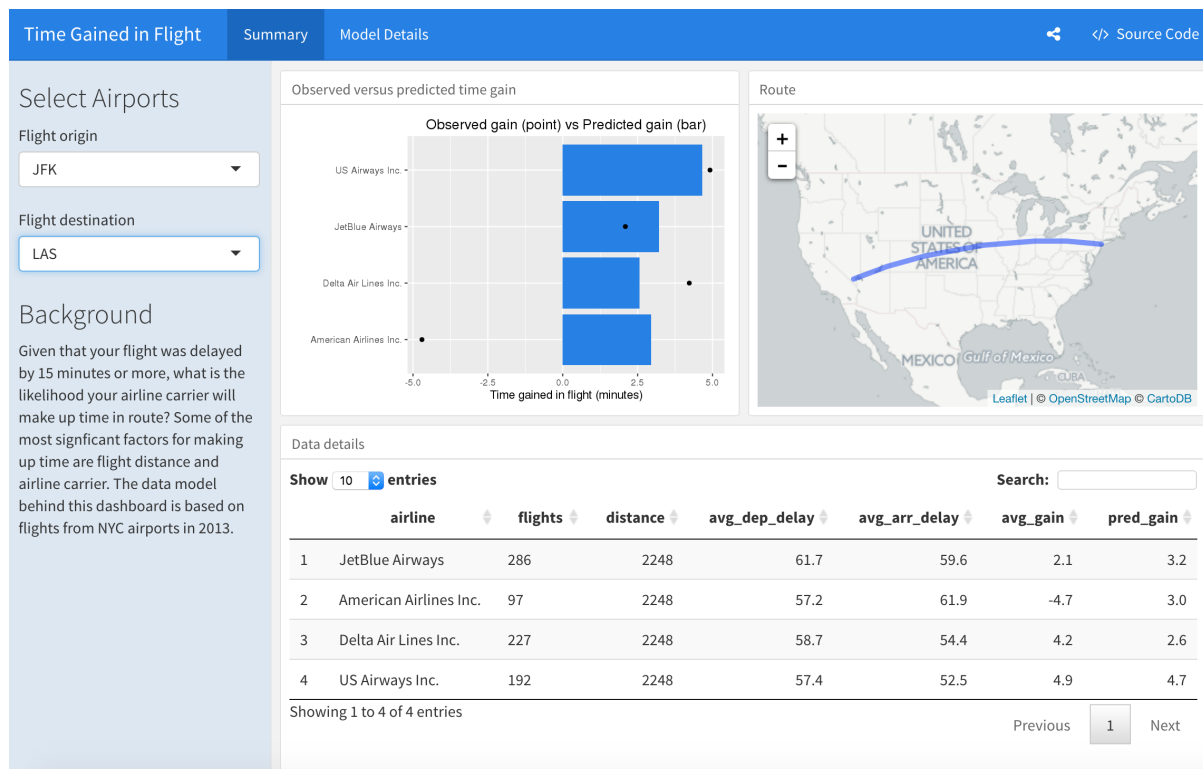 Time Gained in Flight
Summary
Model Details
</> Source Code
Select Airports
Flight origin
JFK
Flight destination
LAS
Background
Given that your flight was delayed
by 15 minutes or more, what is the
likelihood your airline carrier will
make up time in route? Some of the
most signficant factors for making
up time are flight distance and
airline carrier. The data model
behind this dashboard is based on
flights from NYC airports in 2013.
Observed versus predicted time gain
Observed gain (point) vs Predicted gain (bar)
US Airways Inc.
JetBlue Airways
Delta Air Lines Inc.
American Airlines Inc.
-5.0 -2.5 0.0 2.5 5.0
Time gained in flight (minutes)
Route
+
−
UNITED
STATES OF
AMERICA
MEXICO
Gulf of Mexico
CUBA
Leaflet | © OpenStreetMap © CartoDB
Data details
Show 10 entries
Search:
airline flights distance avg_dep_delay avg_arr_delay avg_gain pred_gain
1 JetBlue Airways 286 2248 61.7 59.6 2.1 3.2
2 American Airlines Inc. 97 2248 57.2 61.9 -4.7 3.0
3 Delta Air Lines Inc. 227 2248 58.7 54.4 4.2 2.6
4 US Airways Inc. 192 2248 57.4 52.5 4.9 4.7
Showing 1 to 4 of 4 entries
Previous 1 Next